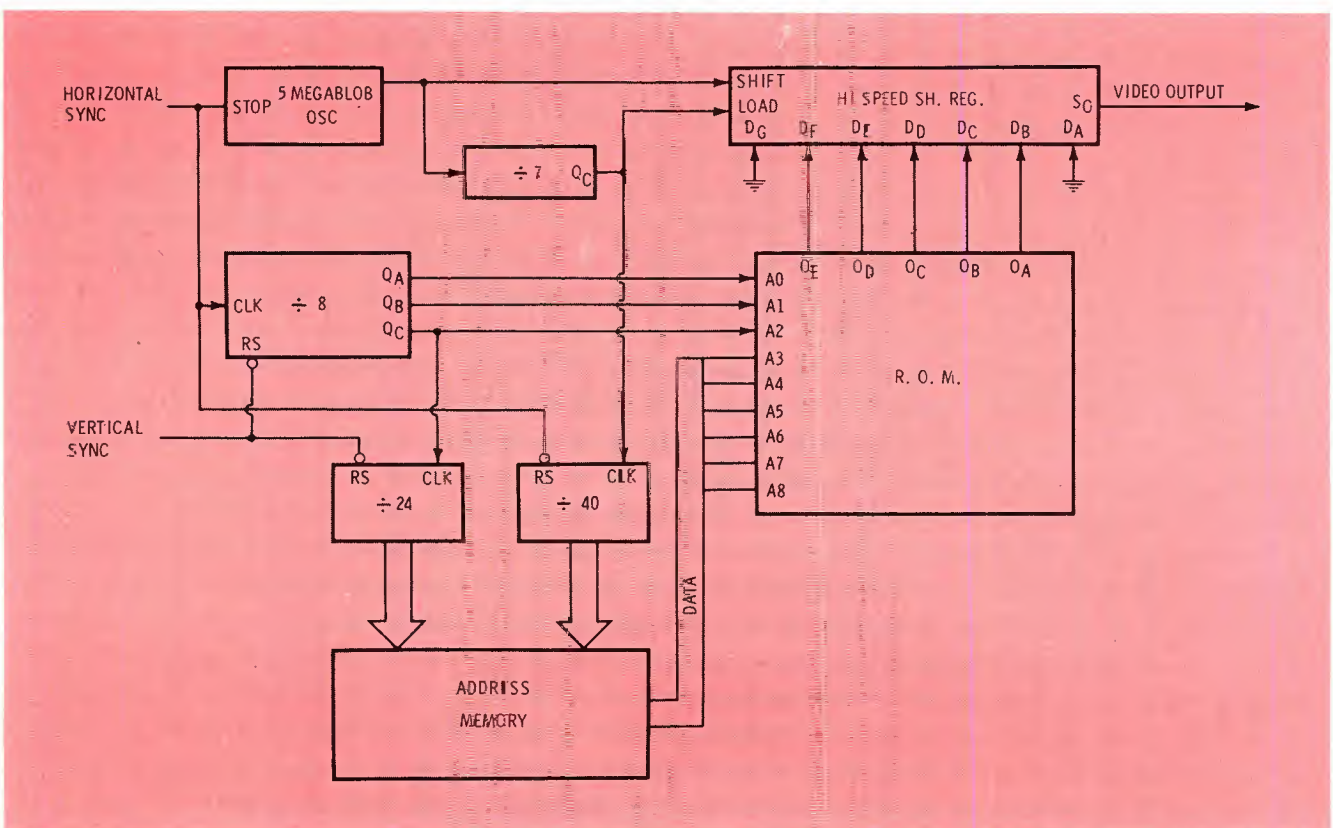 HORIZONTAL
SYNC
STOP
5 MEGABLOB
OSC
SHIFT
LOAD
HI SPEED SH. REG.
SG
VIDEO OUTPUT
DG DF DE DD DC DB DA
÷ 7 QC
CLK
÷ 8
QA
QB
QC
RS
A0
A1
A2
A3
A4
A5
A6
A7
A8
OE OD OC OB OA
R. O. M.
VERTICAL
SYNC
RS CLK
÷ 24
RS CLK
÷ 40
DATA
ADDRESS
MEMORY